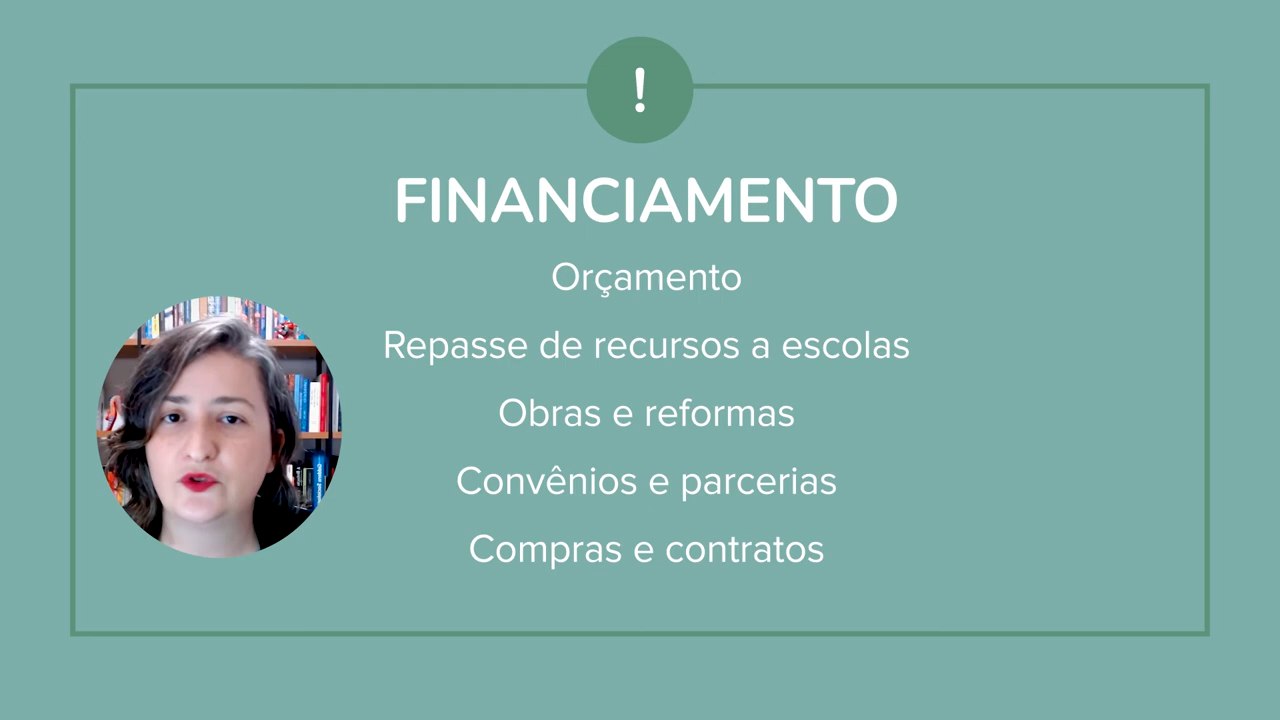 !
FINANCIAMENTO
Orçamento
Repasse de recursos a escolas
Obras e reformas
Convênios e parcerias
Compras e contratos